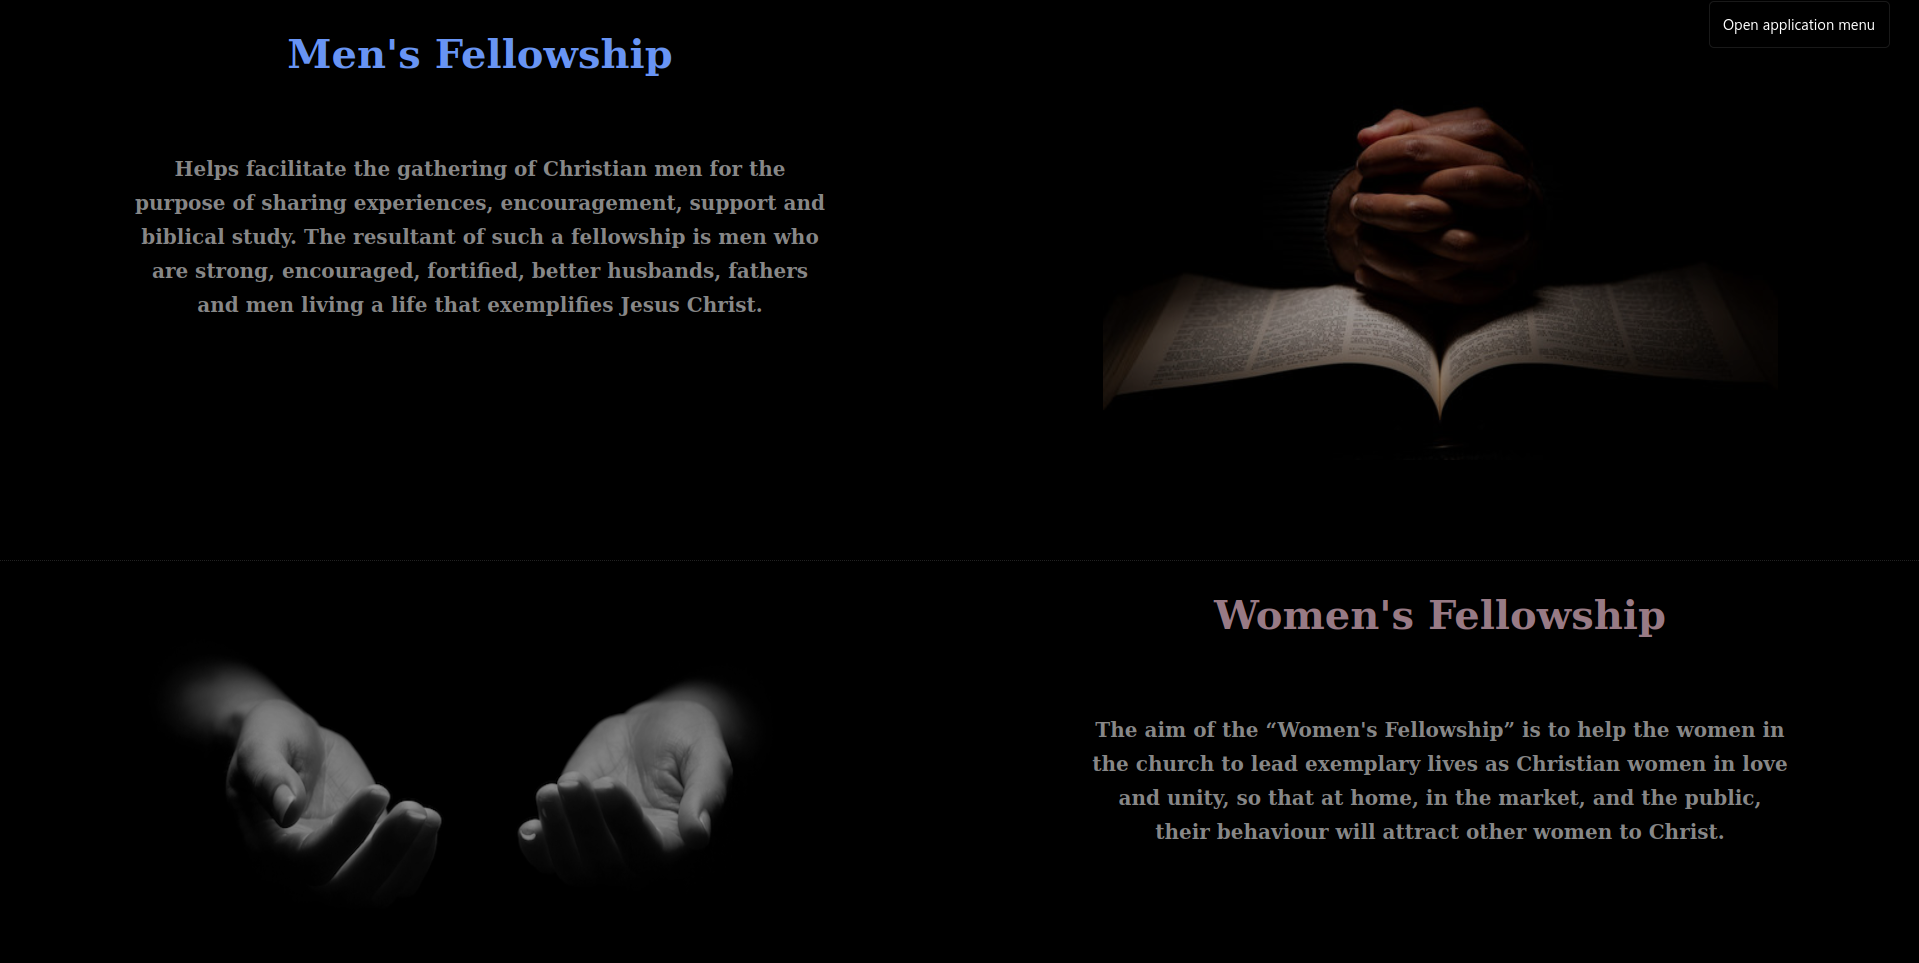 Open application menu
Men's Fellowship
Helps facilitate the gathering of Christian men for the
purpose of sharing experiences, encouragement, support and
biblical study. The resultant of such a fellowship is men who
are strong, encouraged, fortified, better husbands, fathers
and men living a life that exemplifies Jesus Christ.
Women's Fellowship
The aim of the “Women's Fellowship” is to help the women in
the church to lead exemplary lives as Christian women in love
and unity, so that at home, in the market, and the public,
their behaviour will attract other women to Christ.